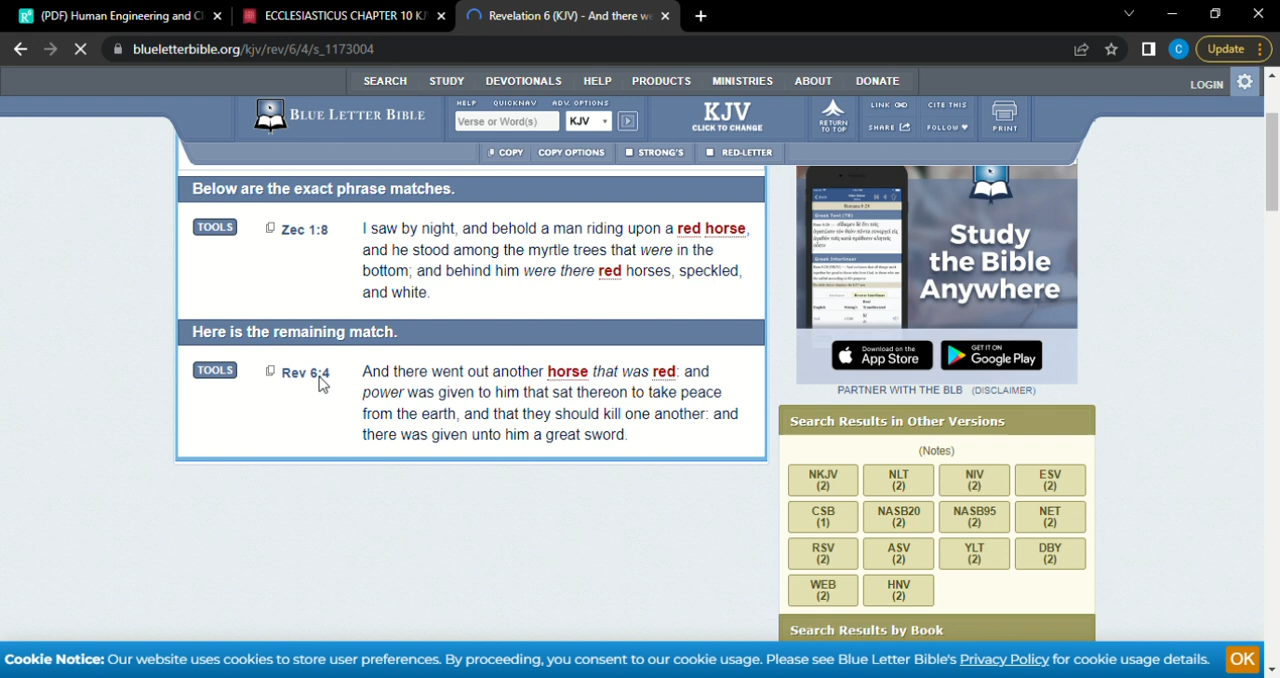 (PDF) Human Engineering and C
ECCLESIASTICUS CHAPTER 10 KJ
Revelation 6 (KJV) - And there we
blueletterbible.org/kjv/rev/6/4/s_1173004
C
Update
SEARCH STUDY DEVOTIONALS HELP PRODUCTS MINISTRIES ABOUT DONATE
LOGIN
BLUE LETTER BIBLE
HELP QUICKNAV ADV. OPTIONS
Verse or Word(s) KJV
KJV
CLICK TO CHANGE
RETURN
TO TOP
LINK CITE THIS
SHARE FOLLOW
PRINT
COPY COPY OPTIONS STRONG'S RED-LETTER
Below are the exact phrase matches.
TOOLS Zec 1:8 I saw by night, and behold a man riding upon a red horse,
and he stood among the myrtle trees that were in the
bottom; and behind him were there red horses, speckled,
and white.
Here is the remaining match.
TOOLS Rev 6:4 And there went out another horse that was red: and
power was given to him that sat thereon to take peace
from the earth, and that they should kill one another: and
there was given unto him a great sword.
Study
the Bible
Anywhere
Download on the
App Store
GET IT ON
Google Play
PARTNER WITH THE BLB (DISCLAIMER)
Search Results in Other Versions
(Notes)
NKJV (2) NLT (2) NIV (2) ESV (2)
CSB (1) NASB20 (2) NASB95 (2) NET (2)
RSV (2) ASV (2) YLT (2) DBY (2)
WEB (2) HNV (2)
Search Results by Book
Cookie Notice: Our website uses cookies to store user preferences. By proceeding, you consent to our cookie usage. Please see Blue Letter Bible's Privacy Policy for cookie usage details. OK